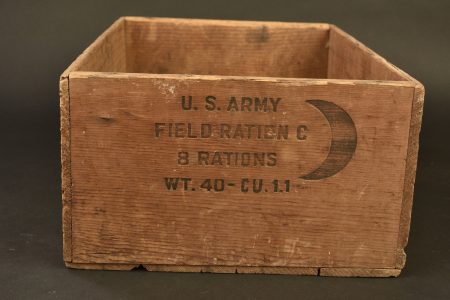 U. S. ARMY
FIELD RATION C
8 RATIONS
WT. 40 - CU. 1.1